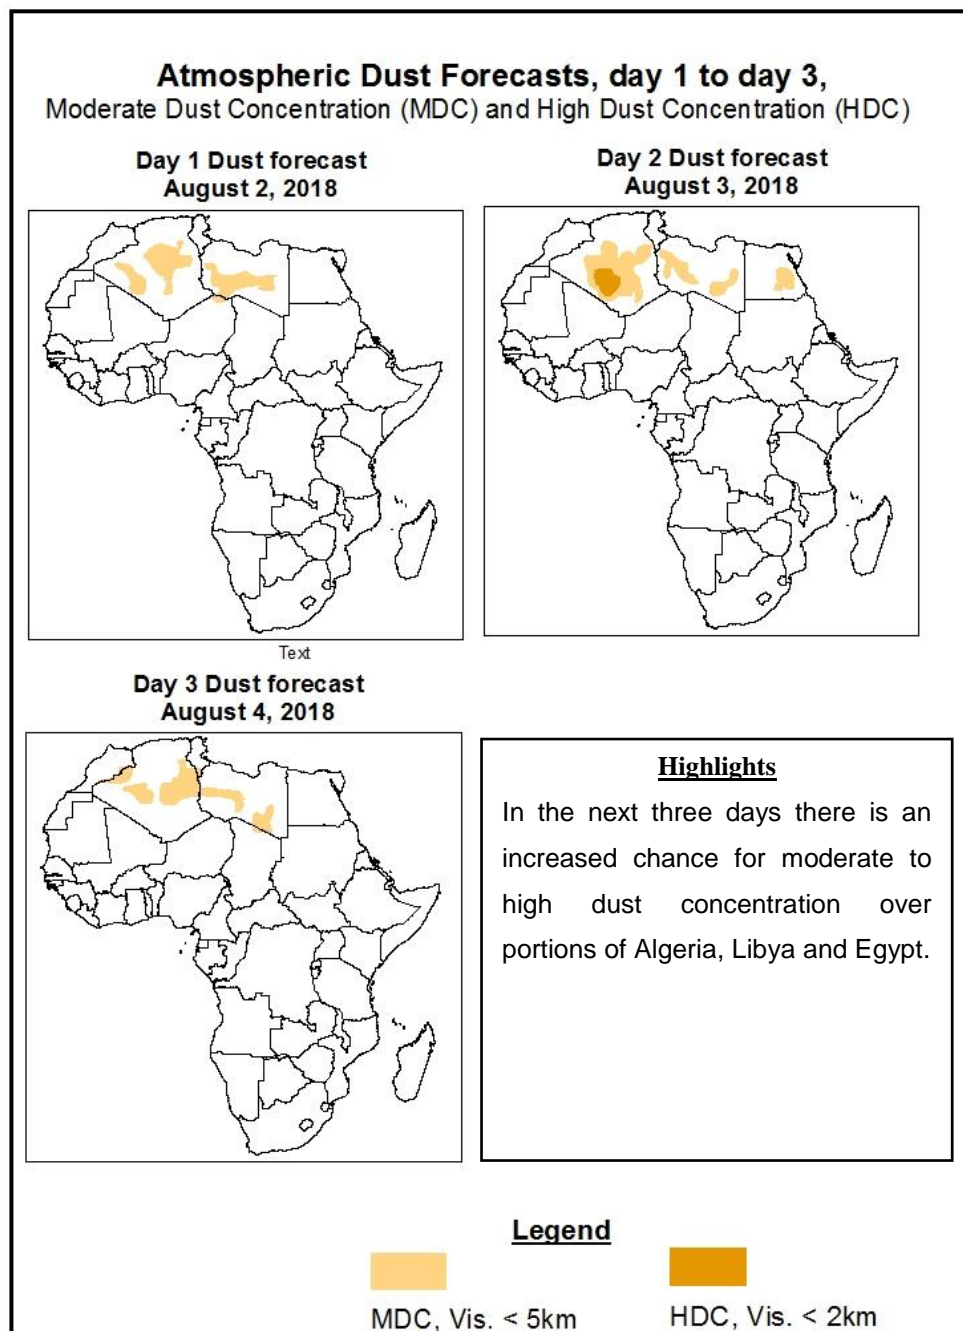 Atmospheric Dust Forecasts, day 1 to day 3,
Moderate Dust Concentration (MDC) and High Dust Concentration (HDC)
Day 1 Dust forecast
August 2, 2018
Day 2 Dust forecast
August 3, 2018
Text
Day 3 Dust forecast
August 4, 2018
Highlights
In the next three days there is an
increased chance for moderate to
high dust concentration over
portions of Algeria, Libya and Egypt.
Legend
MDC, Vis. < 5km
HDC, Vis. < 2km